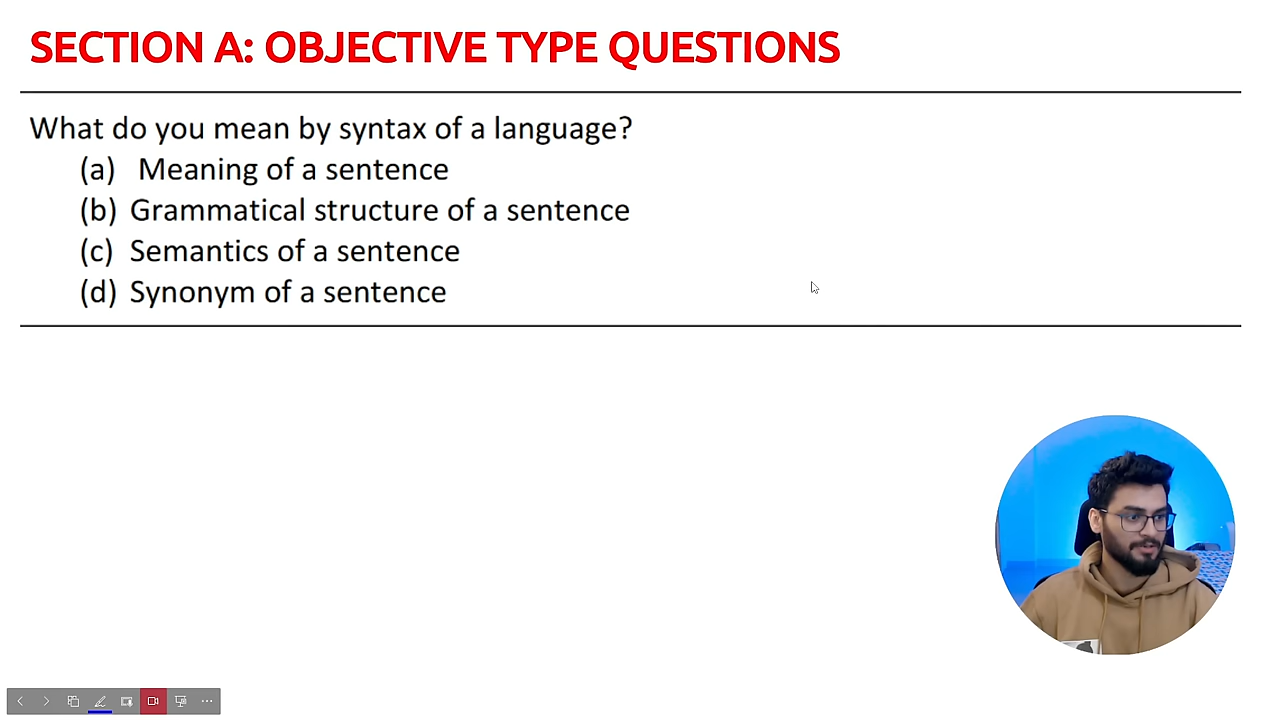 SECTION A: OBJECTIVE TYPE QUESTIONS
What do you mean by syntax of a language?
(a) Meaning of a sentence
(b) Grammatical structure of a sentence
(c) Semantics of a sentence
(d) Synonym of a sentence